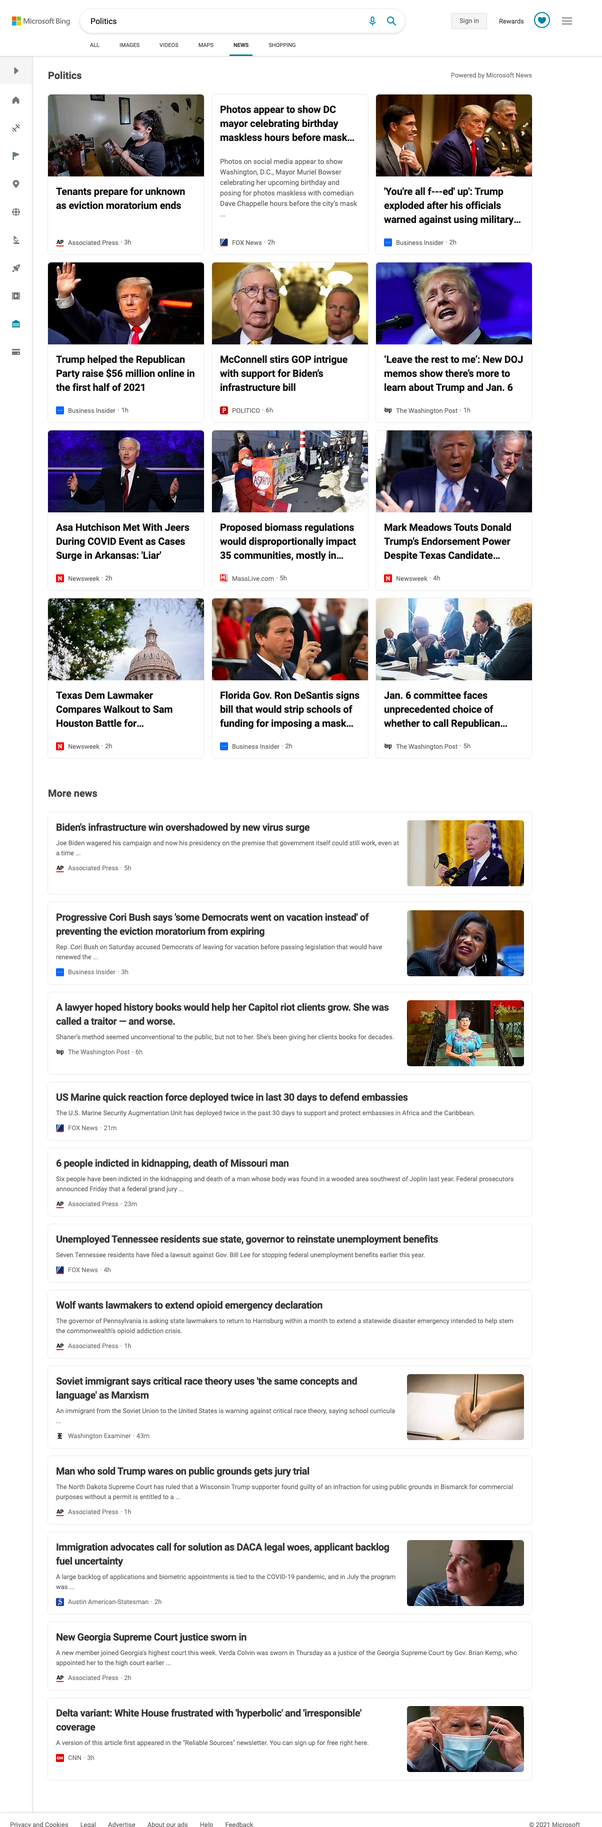 Microsoft Bing
Politics
Sign in
Rewards
ALL
IMAGES
VIDEOS
MAPS
NEWS
SHOPPING
Politics
Powered by Microsoft News
Tenants prepare for unknown
as eviction moratorium ends
AP Associated Press · 3h
Photos appear to show DC
mayor celebrating birthday
maskless hours before mask...
Photos on social media appear to show
Washington, D.C., Mayor Muriel Bowser
celebrating her upcoming birthday and
posing for photos maskless with comedian
Dave Chappelle hours before the city's mask
...
FOX News · 2h
'You're all f---ed' up': Trump
exploded after his officials
warned against using military...
Business Insider · 2h
Trump helped the Republican
Party raise $56 million online in
the first half of 2021
Business Insider · 1h
McConnell stirs GOP intrigue
with support for Biden's
infrastructure bill
POLITICO · 6h
'Leave the rest to me': New DOJ
memos show there's more to
learn about Trump and Jan. 6
wp The Washington Post · 1h
Asa Hutchison Met With Jeers
During COVID Event as Cases
Surge in Arkansas: 'Liar'
N Newsweek · 2h
Proposed biomass regulations
would disproportionally impact
35 communities, mostly in...
MassLive.com · 5h
Mark Meadows Touts Donald
Trump's Endorsement Power
Despite Texas Candidate...
N Newsweek · 4h
Texas Dem Lawmaker
Compares Walkout to Sam
Houston Battle for...
N Newsweek · 2h
Florida Gov. Ron DeSantis signs
bill that would strip schools of
funding for imposing a mask...
Business Insider · 2h
Jan. 6 committee faces
unprecedented choice of
whether to call Republican...
wp The Washington Post · 5h
More news
Biden's infrastructure win overshadowed by new virus surge
Joe Biden wagered his campaign and now his presidency on the premise that government itself could still work, even at
a time ...
AP Associated Press · 5h
Progressive Cori Bush says 'some Democrats went on vacation instead' of
preventing the eviction moratorium from expiring
Rep. Cori Bush on Saturday accused Democrats of leaving for vacation before passing legislation that would have
renewed the ...
Business Insider · 3h
A lawyer hoped history books would help her Capitol riot clients grow. She was
called a traitor — and worse.
Shaner's method seemed unconventional to the public, but not to her. She's been giving her clients books for decades.
wp The Washington Post · 6h
US Marine quick reaction force deployed twice in last 30 days to defend embassies
The U.S. Marine Security Augmentation Unit has deployed twice in the past 30 days to support and protect embassies in Africa and the Caribbean.
FOX News · 21m
6 people indicted in kidnapping, death of Missouri man
Six people have been indicted in the kidnapping and death of a man whose body was found in a wooded area southwest of Joplin last year. Federal prosecutors
announced Friday that a federal grand jury ...
AP Associated Press · 23m
Unemployed Tennessee residents sue state, governor to reinstate unemployment benefits
Seven Tennessee residents have filed a lawsuit against Gov. Bill Lee for stopping federal unemployment benefits earlier this year.
FOX News · 4h
Wolf wants lawmakers to extend opioid emergency declaration
The governor of Pennsylvania is asking state lawmakers to return to Harrisburg within a month to extend a statewide disaster emergency intended to help stem
the commonwealth's opioid addiction crisis.
AP Associated Press · 1h
Soviet immigrant says critical race theory uses 'the same concepts and
language' as Marxism
An immigrant from the Soviet Union to the United States is warning against critical race theory, saying school curricula
...
Washington Examiner · 43m
Man who sold Trump wares on public grounds gets jury trial
The North Dakota Supreme Court has ruled that a Wisconsin Trump supporter found guilty of an infraction for using public grounds in Bismarck for commercial
purposes without a permit is entitled to a ...
AP Associated Press · 1h
Immigration advocates call for solution as DACA legal woes, applicant backlog
fuel uncertainty
A large backlog of applications and biometric appointments is tied to the COVID-19 pandemic, and in July the program
was ...
Austin American-Statesman · 2h
New Georgia Supreme Court justice sworn in
A new member joined Georgia's highest court this week. Verda Colvin was sworn in Thursday as a justice of the Georgia Supreme Court by Gov. Brian Kemp, who
appointed her to the high court earlier ...
AP Associated Press · 2h
Delta variant: White House frustrated with 'hyperbolic' and 'irresponsible'
coverage
A version of this article first appeared in the "Reliable Sources" newsletter. You can sign up for free right here.
CNN CNN · 3h
Privacy and Cookies
Legal
Advertise
About our ads
Help
Feedback
© 2021 Microsoft